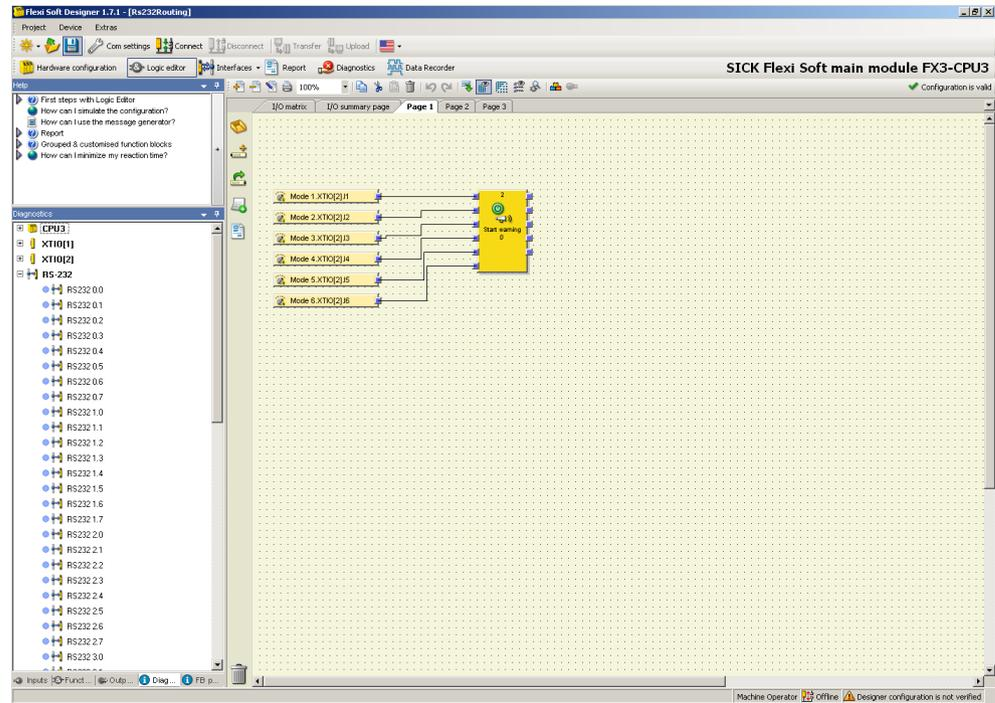 Flexi Soft Designer 1.7.1 - [Rs232Routing]
Project Device Extras
Com settings Connect Disconnect Transfer Upload
Hardware configuration Logic editor Interfaces Report Diagnostics Data Recorder SICK Flexi Soft main module FX3-CPU3
Help 100% Configuration is valid
First steps with Logic Editor
How can I simulate the configuration?
How can I use the message generator?
Report
Grouped & customised function blocks
How can I minimize my reaction time?
I/O matrix I/O summary page Page 1 Page 2 Page 3
Mode 1.XTIO[2].I1
Mode 2.XTIO[2].I2
Mode 3.XTIO[2].I3
Mode 4.XTIO[2].I4
Mode 5.XTIO[2].I5
Mode 6.XTIO[2].I6
2
Start warning
0
Diagnostics
CPU3
XTIO[1]
XTIO[2]
RS-232
RS232 0.0
RS232 0.1
RS232 0.2
RS232 0.3
RS232 0.4
RS232 0.5
RS232 0.6
RS232 0.7
RS232 1.0
RS232 1.1
RS232 1.2
RS232 1.3
RS232 1.4
RS232 1.5
RS232 1.6
RS232 1.7
RS232 2.0
RS232 2.1
RS232 2.2
RS232 2.3
RS232 2.4
RS232 2.5
RS232 2.6
RS232 2.7
RS232 3.0
Inputs Funct... Outp... Diag... FB p...
Machine Operator Offline Designer configuration is not verified